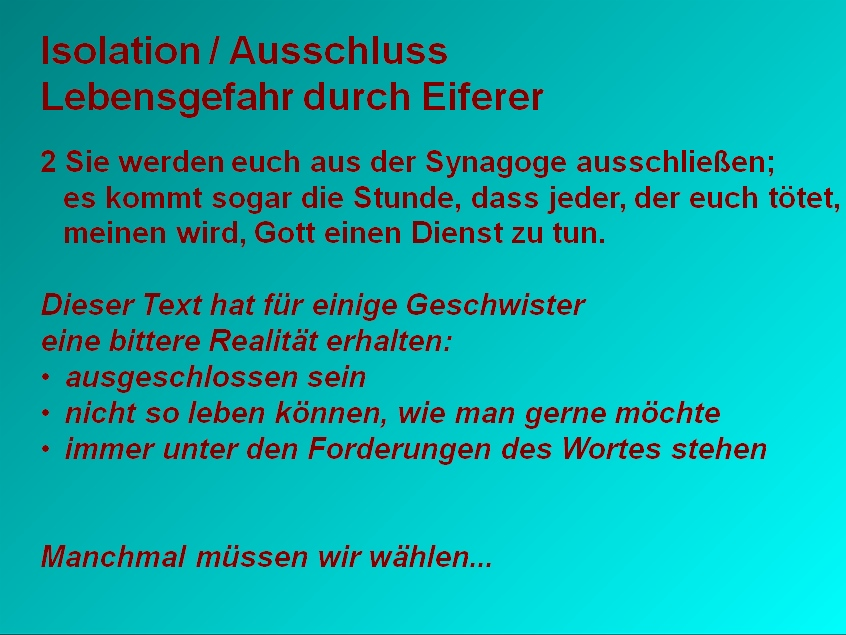 Isolation / Ausschluss
Lebensgefahr durch Eiferer
2 Sie werden euch aus der Synagoge ausschließen;
es kommt sogar die Stunde, dass jeder, der euch tötet,
meinen wird, Gott einen Dienst zu tun.
Dieser Text hat für einige Geschwister
eine bittere Realität erhalten:
• ausgeschlossen sein
• nicht so leben können, wie man gerne möchte
• immer unter den Forderungen des Wortes stehen
Manchmal müssen wir wählen...